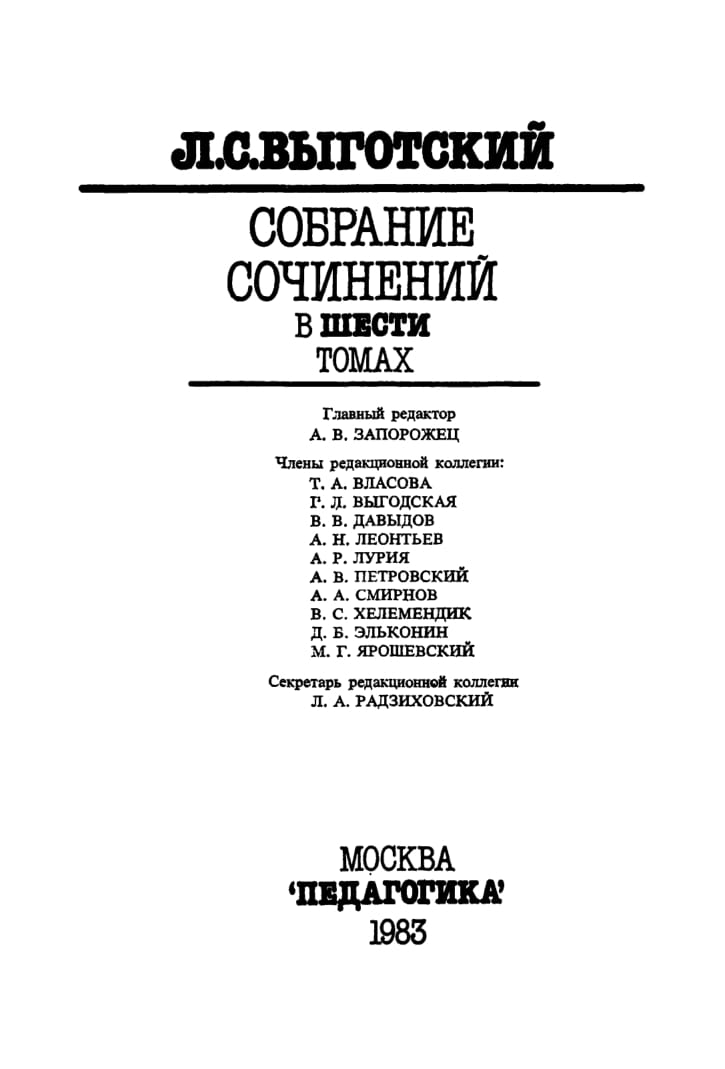 Л.С.ВЫГОТСКИЙ
СОБРАНИЕ
СОЧИНЕНИЙ
В ШЕСТИ
ТОМАХ
Главный редактор
А. В. ЗАПОРОЖЕЦ
Члены редакционной коллегии:
Т. А. ВЛАСОВА
Г. Л. ВЫГОДСКАЯ
В. В. ДАВЫДОВ
А. Н. ЛЕОНТЬЕВ
А. Р. ЛУРИЯ
А. В. ПЕТРОВСКИЙ
А. А. СМИРНОВ
В. С. ХЕЛЕМЕНДИК
Д. Б. ЭЛЬКОНИН
М. Г. ЯРОШЕВСКИЙ
Секретарь редакционной коллегии
Л. А. РАДЗИХОВСКИЙ
МОСКВА
‘ПЕДАГОГИКА’
1983